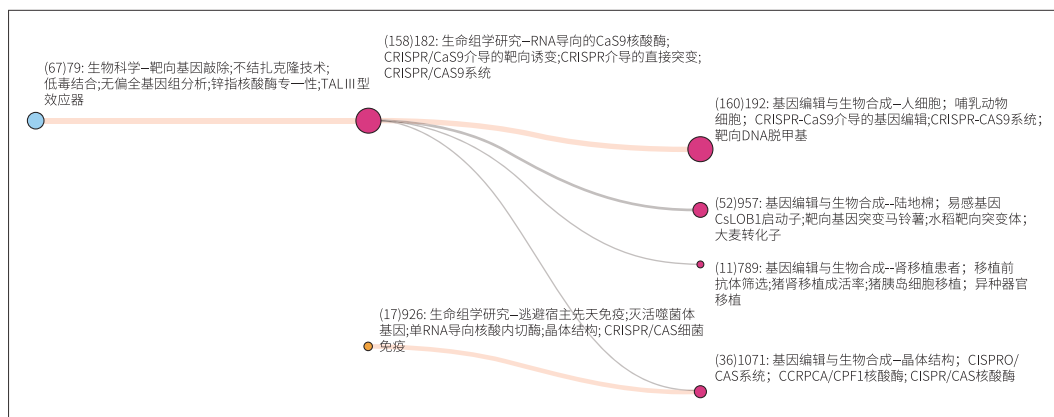 (67)79: 生物科学–靶向基因敲除;不结扎克隆技术;
低毒结合;无偏全基因组分析;锌指核酸酶专一性;TALIII型
效应器
(158)182: 生命组学研究–RNA导向的CaS9核酸酶;
CRISPR/CaS9介导的靶向诱变;CRISPR介导的直接突变;
CRISPR/CAS9系统
(160)192: 基因编辑与生物合成–人细胞；哺乳动物
细胞；CRISPR-CaS9介导的基因编辑;CRISPR-CAS9系统；
靶向DNA脱甲基
(52)957: 基因编辑与生物合成--陆地棉；易感基因
CsLOB1启动子;靶向基因突变马铃薯;水稻靶向突变体；
大麦转化子
(11)789: 基因编辑与生物合成--肾移植患者；移植前
抗体筛选;猪肾移植成活率;猪胰岛细胞移植；异种器官
移植
(17)926: 生命组学研究–逃避宿主先天免疫;灭活噬菌体
基因;单RNA导向核酸内切酶;晶体结构; CRISPR/CAS细菌
免疫
(36)1071: 基因编辑与生物合成–晶体结构；CISPRO/
CAS系统；CCRPCA/CPF1核酸酶; CISPR/CAS核酸酶